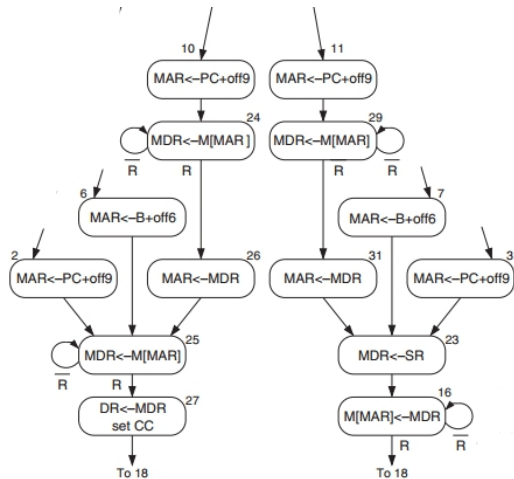 10
11
MAR<–PC+off9
MAR<–PC+off9
24
29
MDR<–M[MAR]
MDR<–M[MAR]
R
R
R
R
6
7
MAR<–B+off6
MAR<–B+off6
2
26
31
3
MAR<–PC+off9
MAR<–MDR
MAR<–MDR
MAR<–PC+off9
25
23
MDR<–M[MAR]
MDR<–SR
R
R
27
16
DR<–MDR
set CC
M[MAR]<–MDR
R
R
To 18
To 18